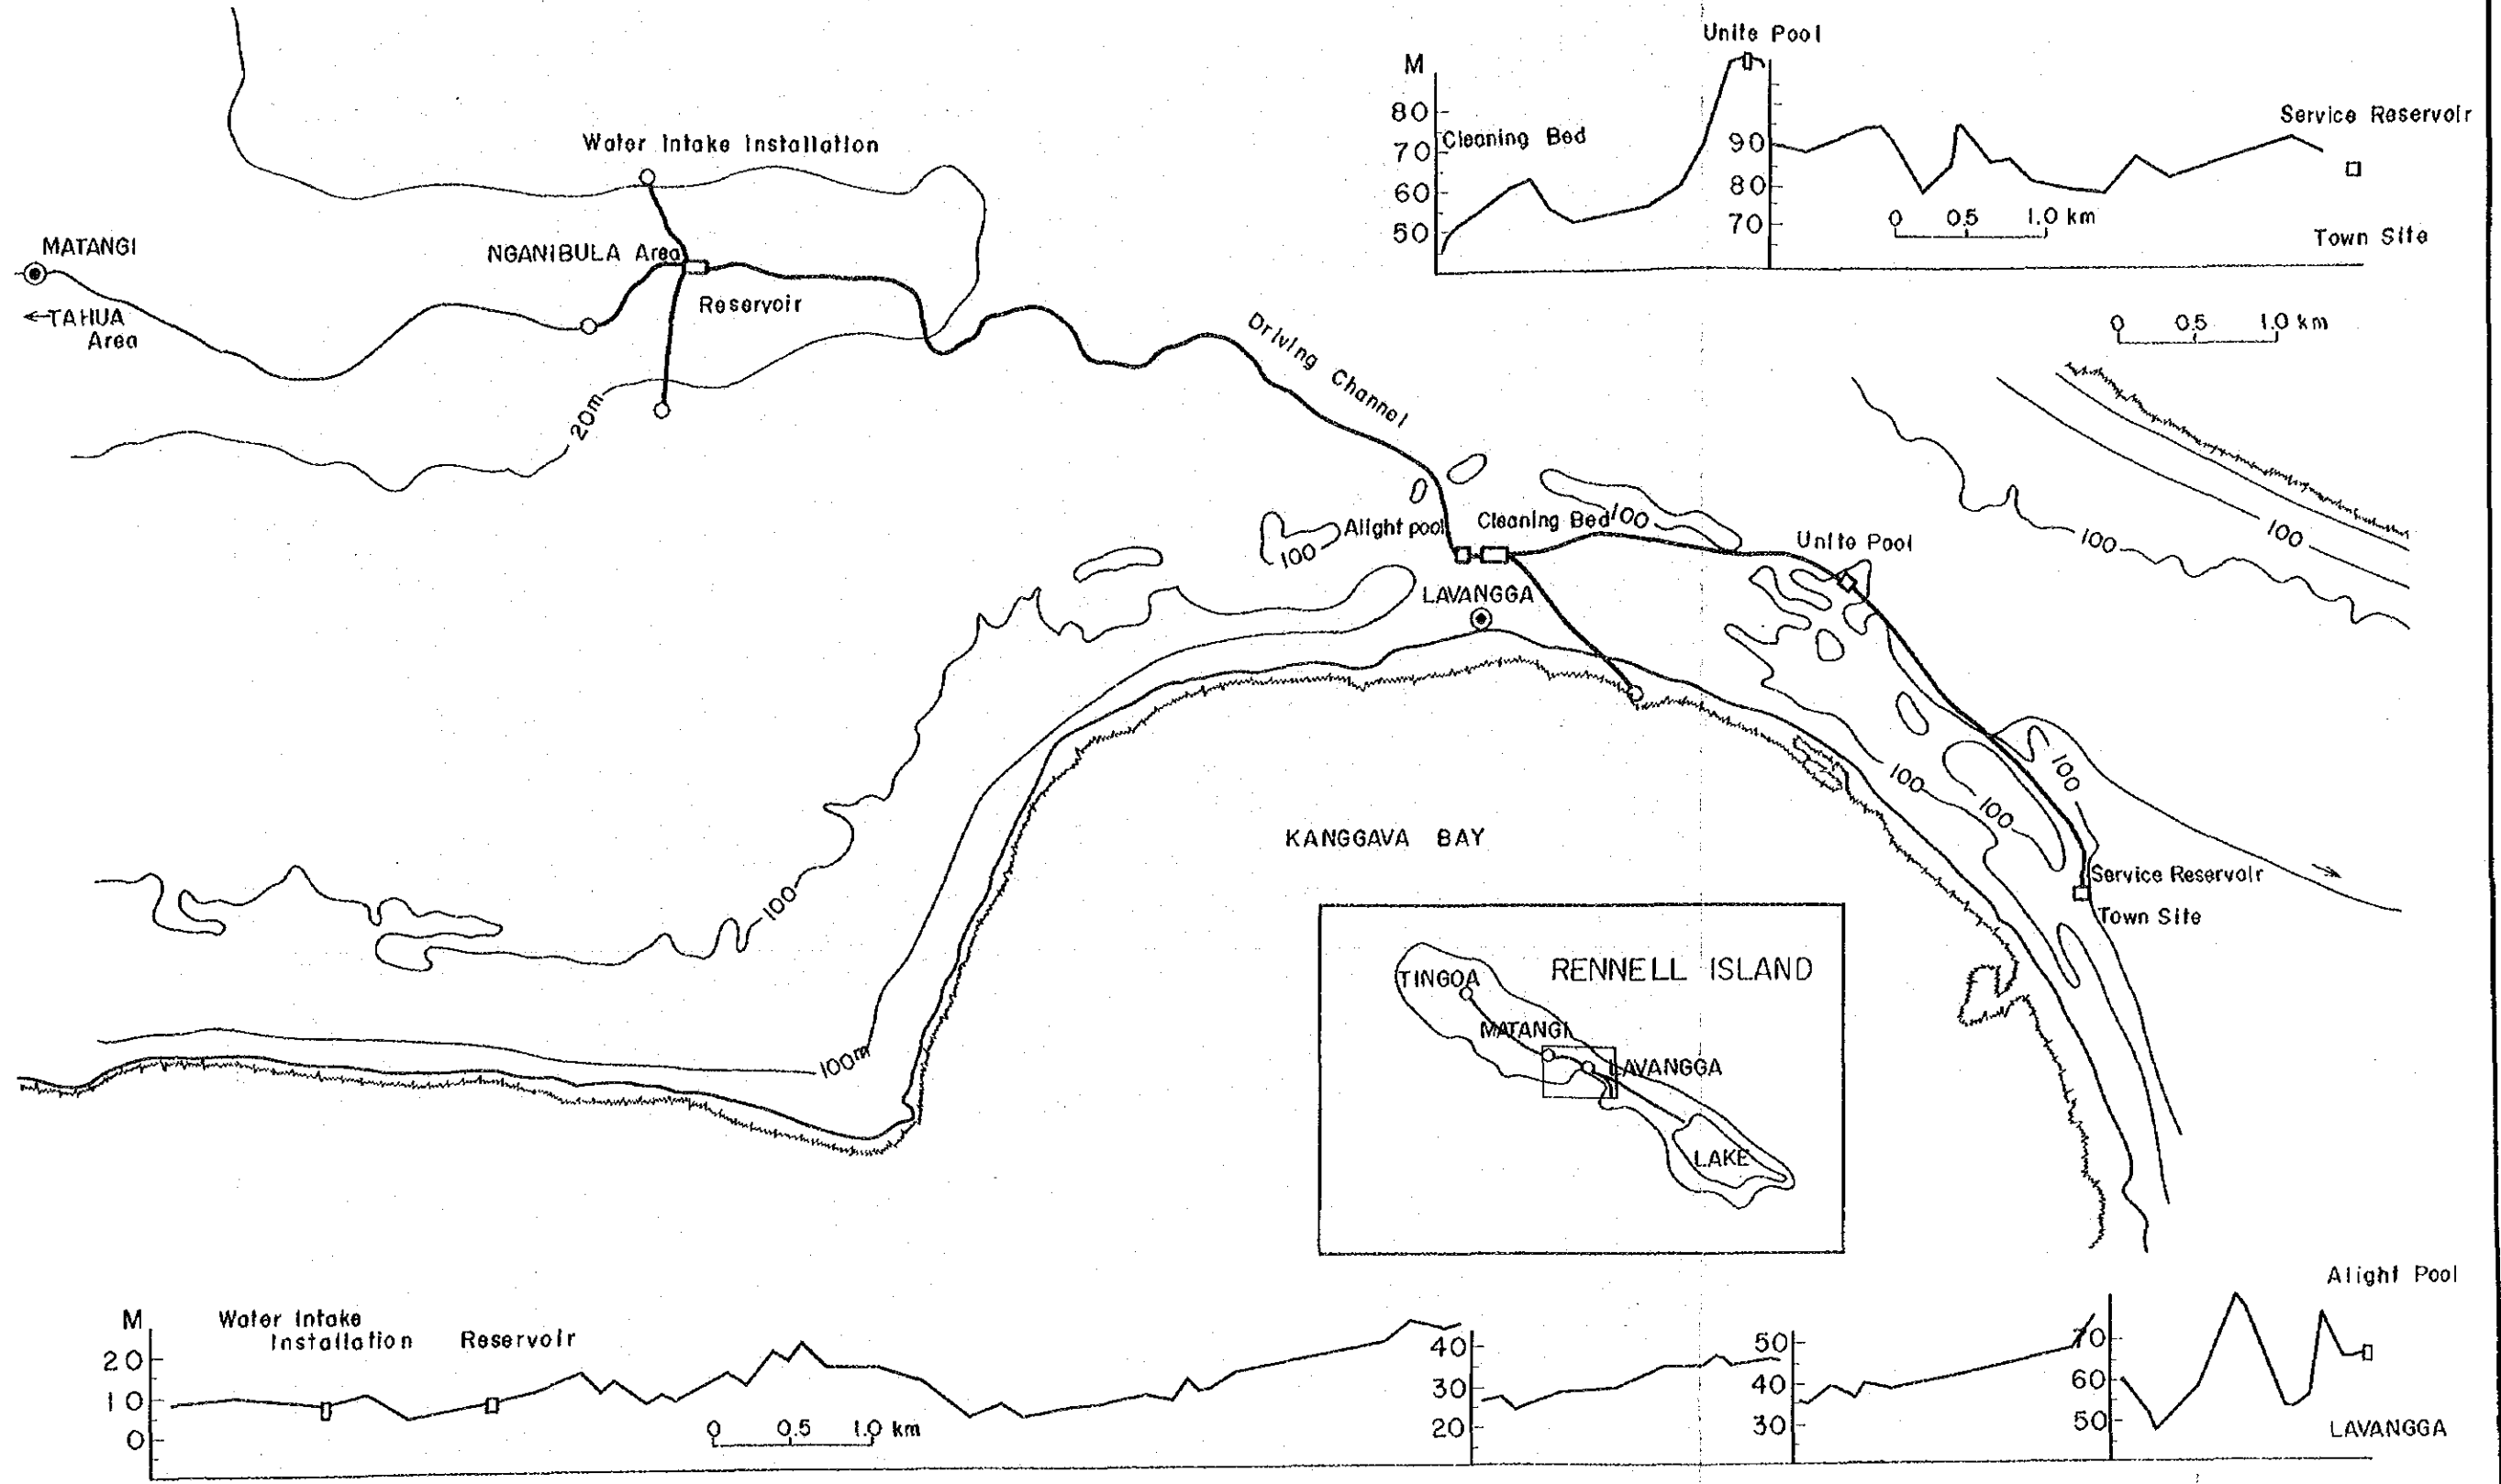 Unite Pool
M
80
70
60
50
Cleaning Bed
90
80
70
Service Reservoir
0 0.5 1.0 km
Town Site
Water Intake Installation
MATANGI
←TAHUA
Area
NGANIBULA Area
Reservoir
20m
Driving Channel
0 0.5 1.0 km
100
100
100
Alight pool
Cleaning Bed
100
Unite Pool
LAVANGGA
100
100
100
100
KANGGAVA BAY
Service Reservoir
Town Site
100m
RENNELL ISLAND
TINGOA
MATANGI
LAVANGGA
LAKE
M
20
10
0
Water Intake
Installation
Reservoir
0 0.5 1.0 km
40
30
20
50
40
30
70
60
50
Alight Pool
LAVANGGA